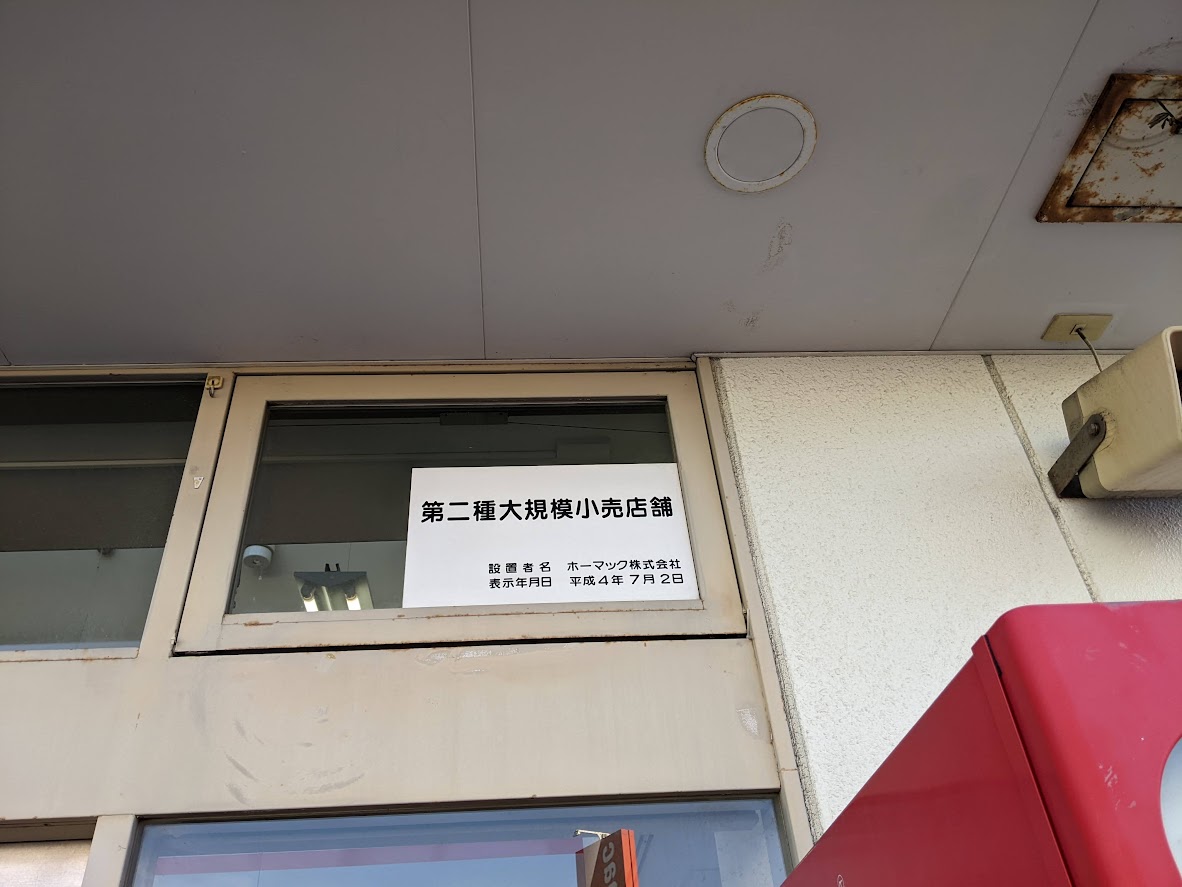 第二種大規模小売店舗
設置者名 ホーマック株式会社
表示年月日 平成4年7月2日